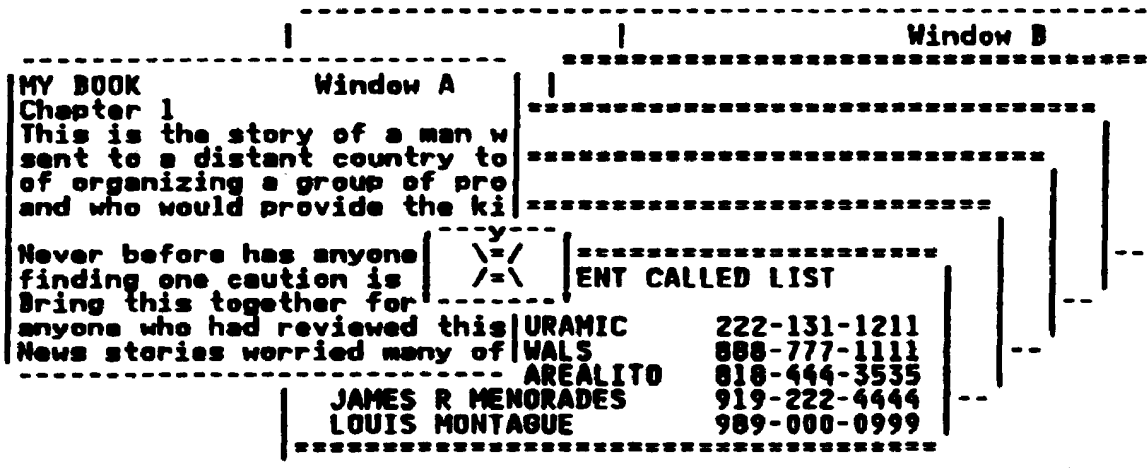 Window B
MY BOOK Window A
Chapter 1
This is the story of a man w
sent to a distant country to
of organizing a group of pro
and who would provide the ki
y
Never before has anyone \=/
finding one caution is /=\ ENT CALLED LIST
Bring this together for
anyone who had reviewed this URAMIC 222-131-1211
News stories worried many of WALS 888-777-1111
AREALITO 818-444-3535
JAMES R MENORADES 919-222-4444
LOUIS MONTAGUE 989-000-0999